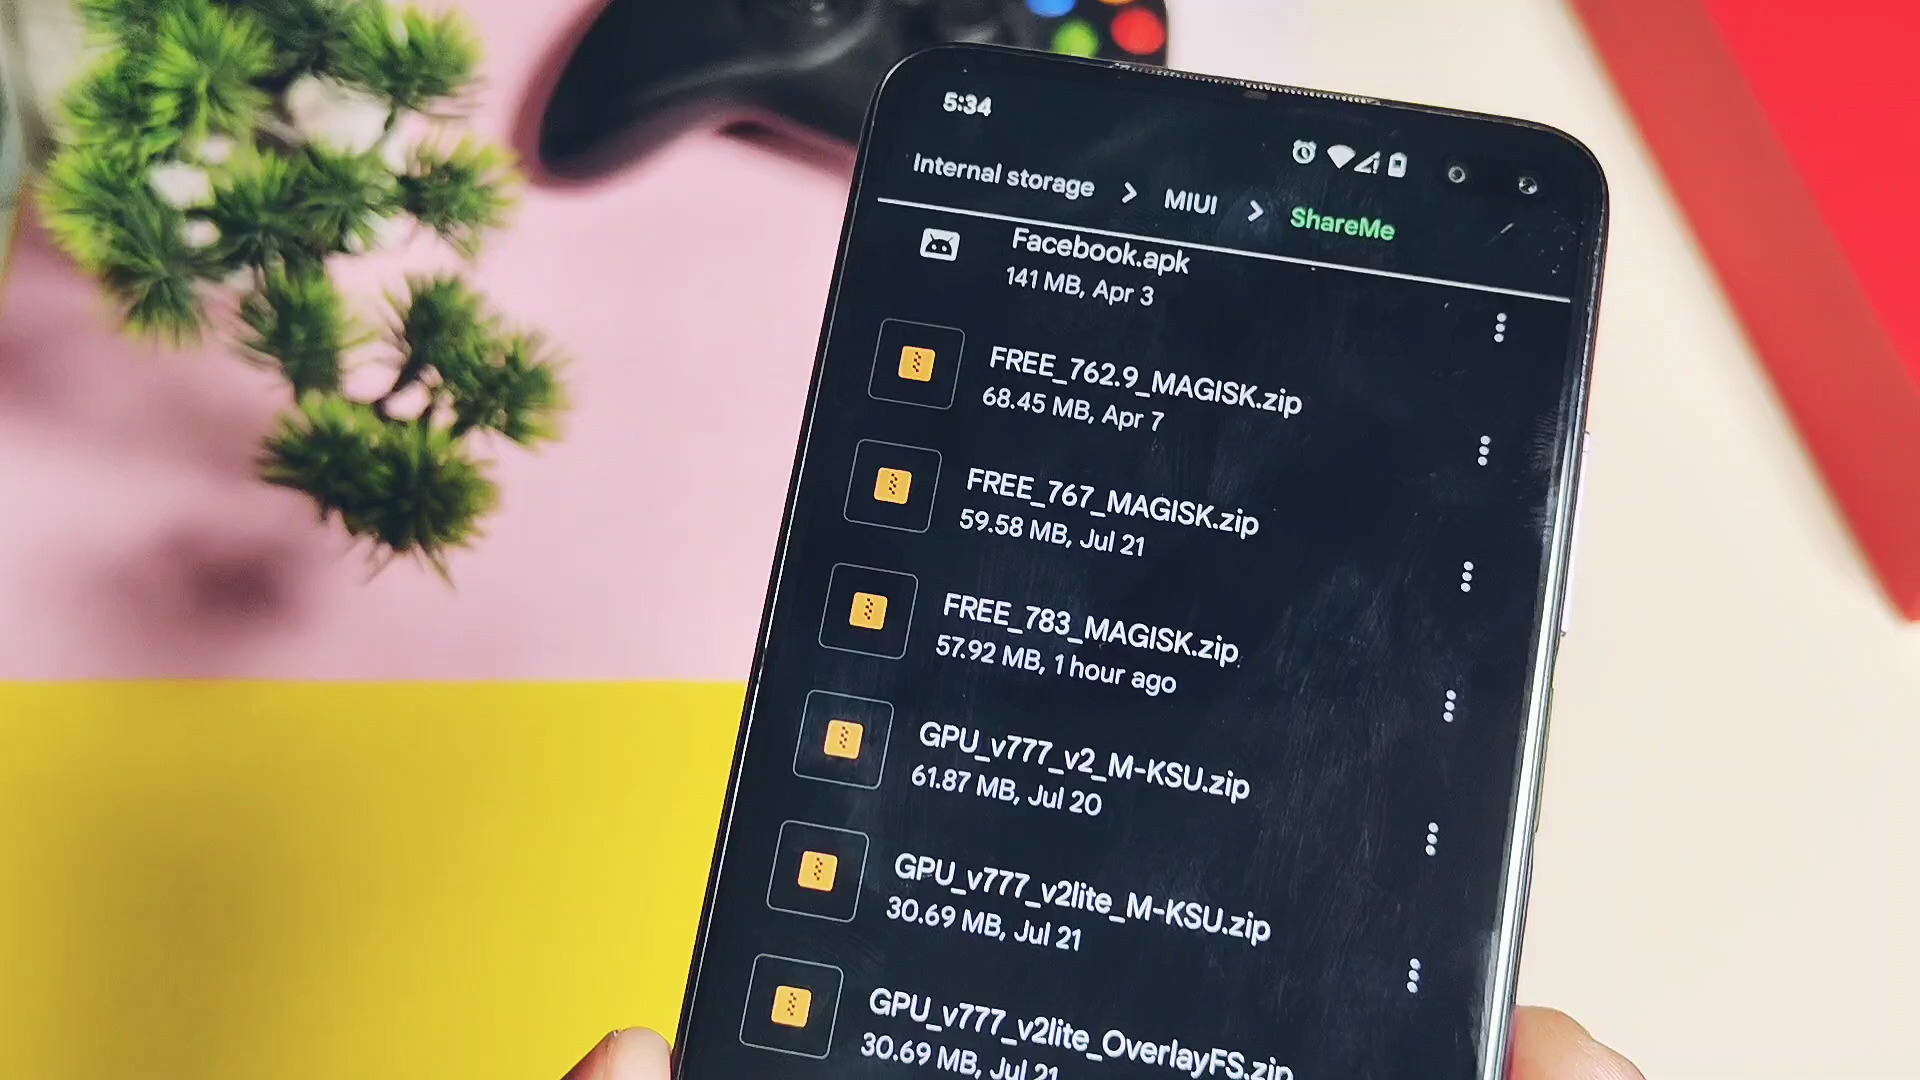 5:34
Internal storage > MIUI > ShareMe
Facebook.apk
141 MB, Apr 3
FREE_762.9_MAGISK.zip
68.45 MB, Apr 7
FREE_767_MAGISK.zip
59.58 MB, Jul 21
FREE_783_MAGISK.zip
57.92 MB, 1 hour ago
GPU_v777_v2_M-KSU.zip
61.87 MB, Jul 20
GPU_v777_v2lite_M-KSU.zip
30.69 MB, Jul 21
GPU_v777_v2lite_OverlayFS.zip
30.69 MB, Jul 21